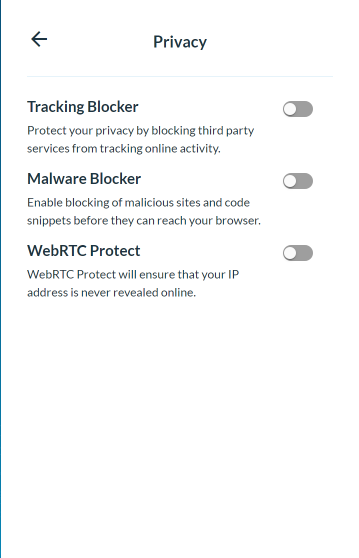 Privacy
Tracking Blocker
Protect your privacy by blocking third party
services from tracking online activity.
Malware Blocker
Enable blocking of malicious sites and code
snippets before they can reach your browser.
WebRTC Protect
WebRTC Protect will ensure that your IP
address is never revealed online.